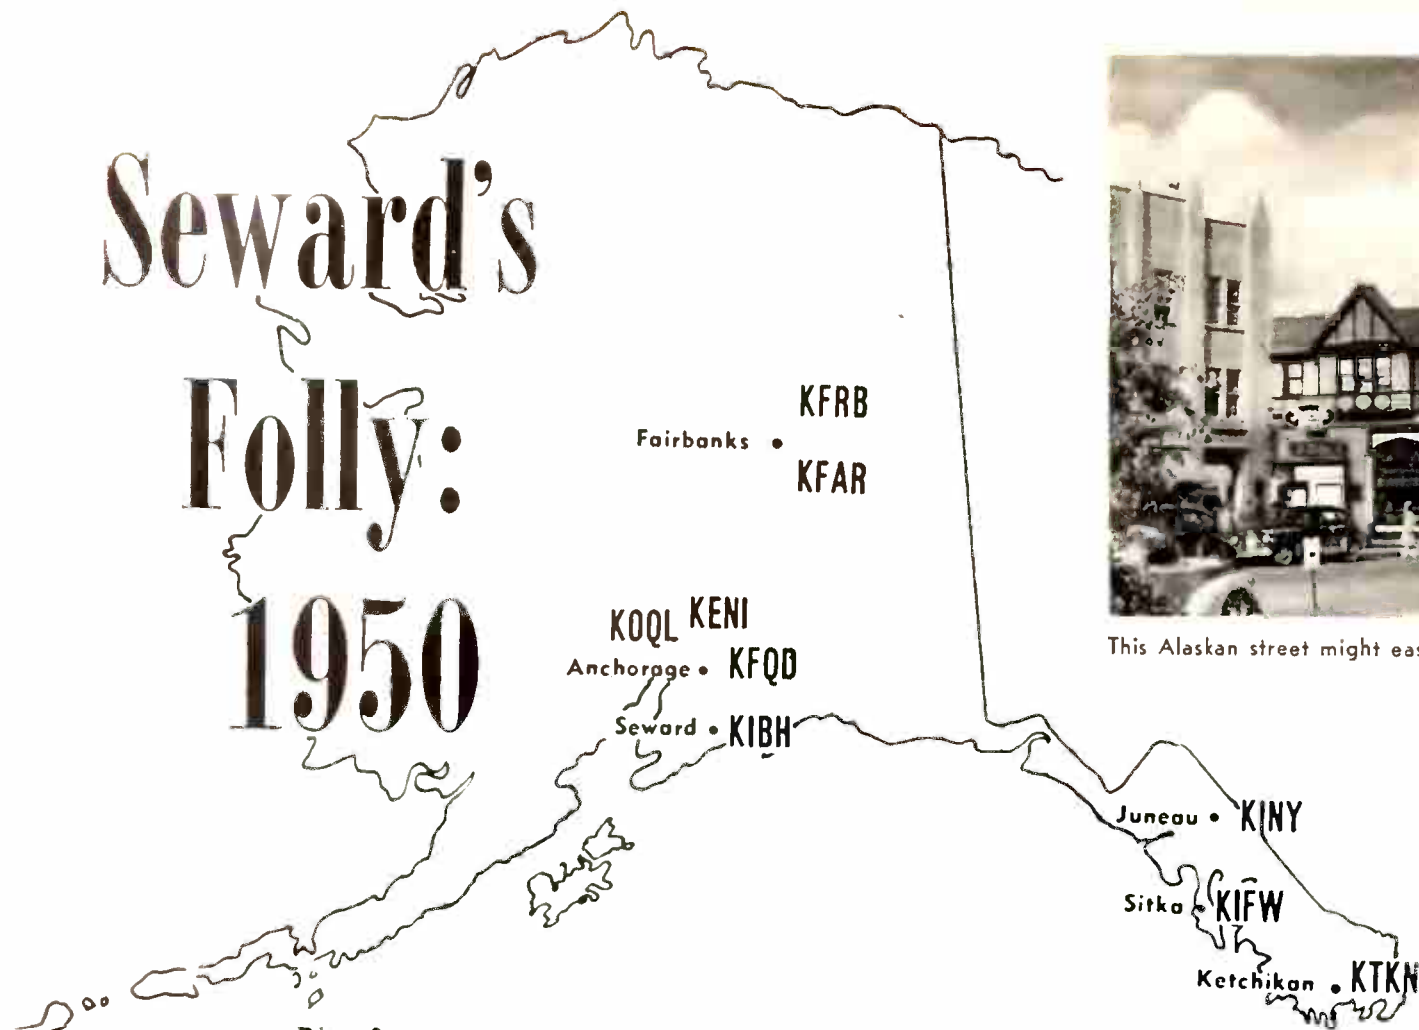 Seward's
Folly:
1950
KFRB
Fairbanks
KFAR
KOQL KENI
Anchorage KFQD
Seward KIBH
Juneau KINY
Sitka KIFW
Ketchikan KTKN
This Alaskan street might eas